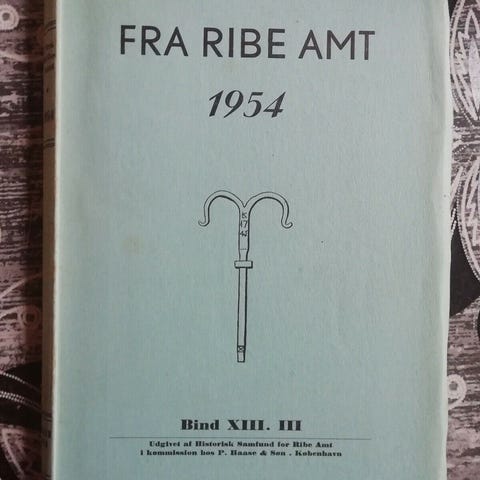 FRA RIBE AMT
1954
17
Bind XIII. III
Udgivet af Historisk Samfund for Ribe Amt
i kommission hos P. Haase & Søn . København